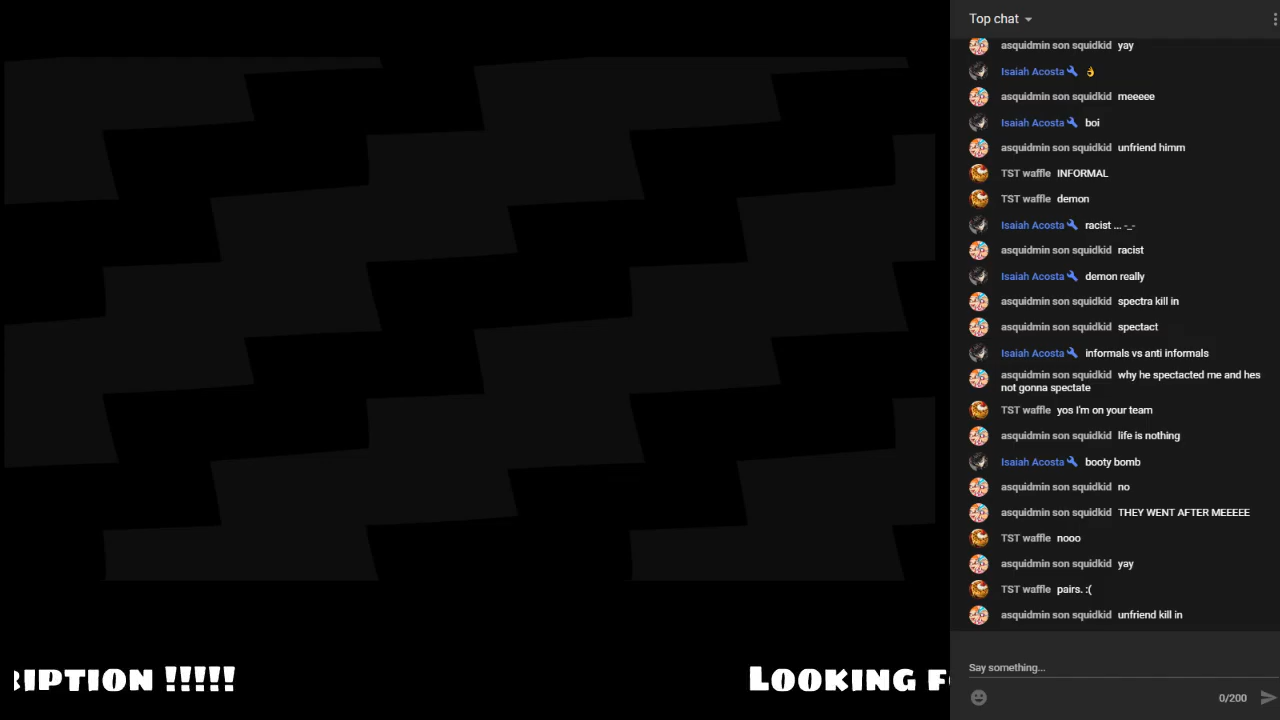 Top chat
asquidmin son squidkid yay
Isaiah Acosta 👌
asquidmin son squidkid meeeee
Isaiah Acosta boi
asquidmin son squidkid unfriend himm
TST waffle INFORMAL
TST waffle demon
Isaiah Acosta racist ... -_-
asquidmin son squidkid racist
Isaiah Acosta demon really
asquidmin son squidkid spectra kill in
asquidmin son squidkid spectact
Isaiah Acosta informals vs anti informals
asquidmin son squidkid why he spectacted me and hes
not gonna spectate
TST waffle yos I'm on your team
asquidmin son squidkid life is nothing
Isaiah Acosta booty bomb
asquidmin son squidkid no
asquidmin son squidkid THEY WENT AFTER MEEEEE
TST waffle nooo
asquidmin son squidkid yay
TST waffle pairs. :(
asquidmin son squidkid unfriend kill in
Say something...
0/200
RIPTION !!!!! Looking F